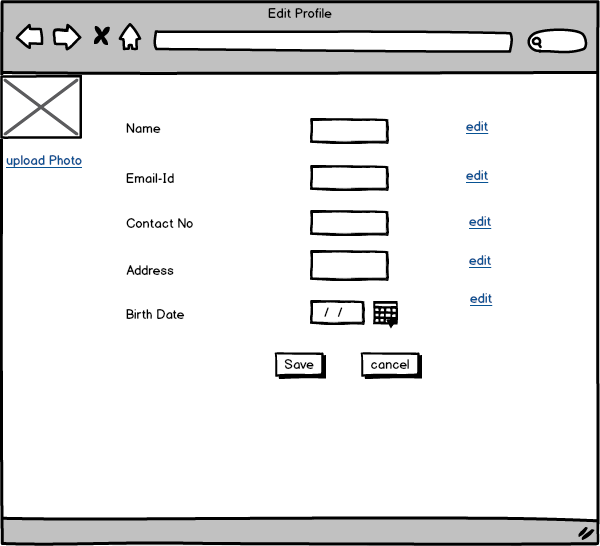 Edit Profile
upload Photo
Name edit
Email-Id edit
Contact No edit
Address edit
Birth Date / / edit
Save cancel